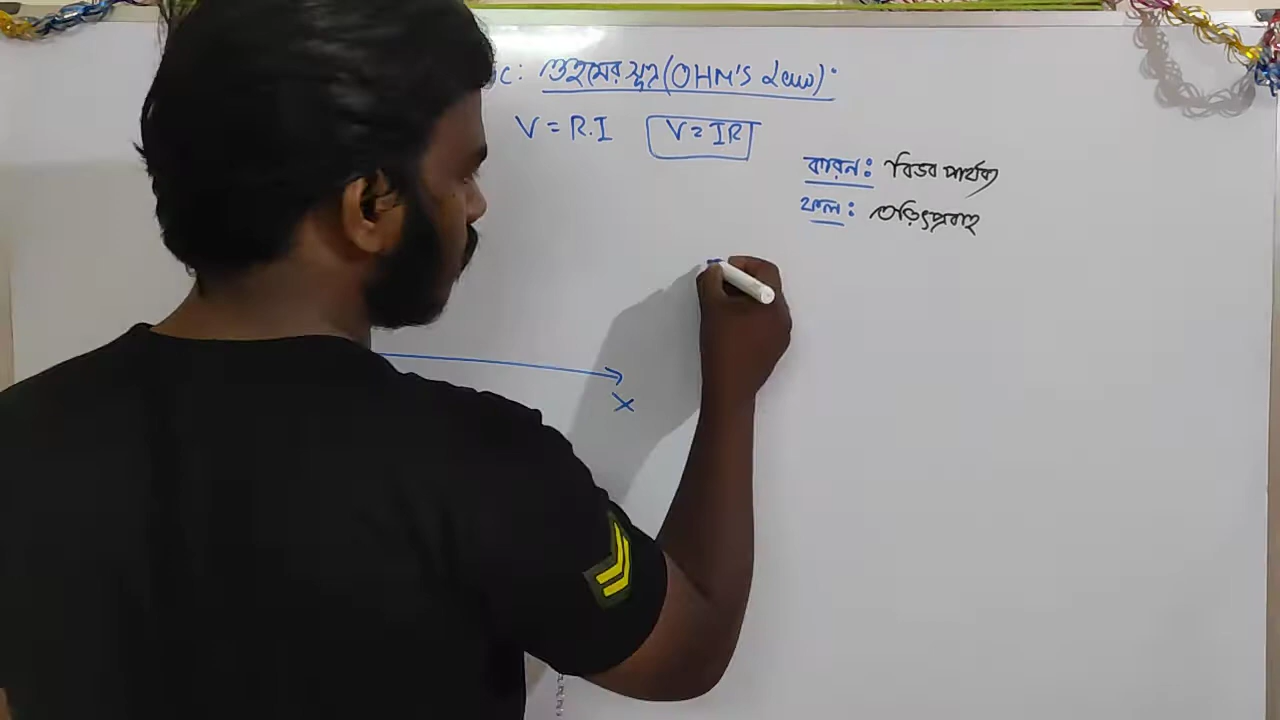 c: ওহমের সূত্র (OHM'S Law):
V = R.I V = IR
কারন: বিভব পার্থক্য
ফল: তড়িৎপ্রবাহ
X